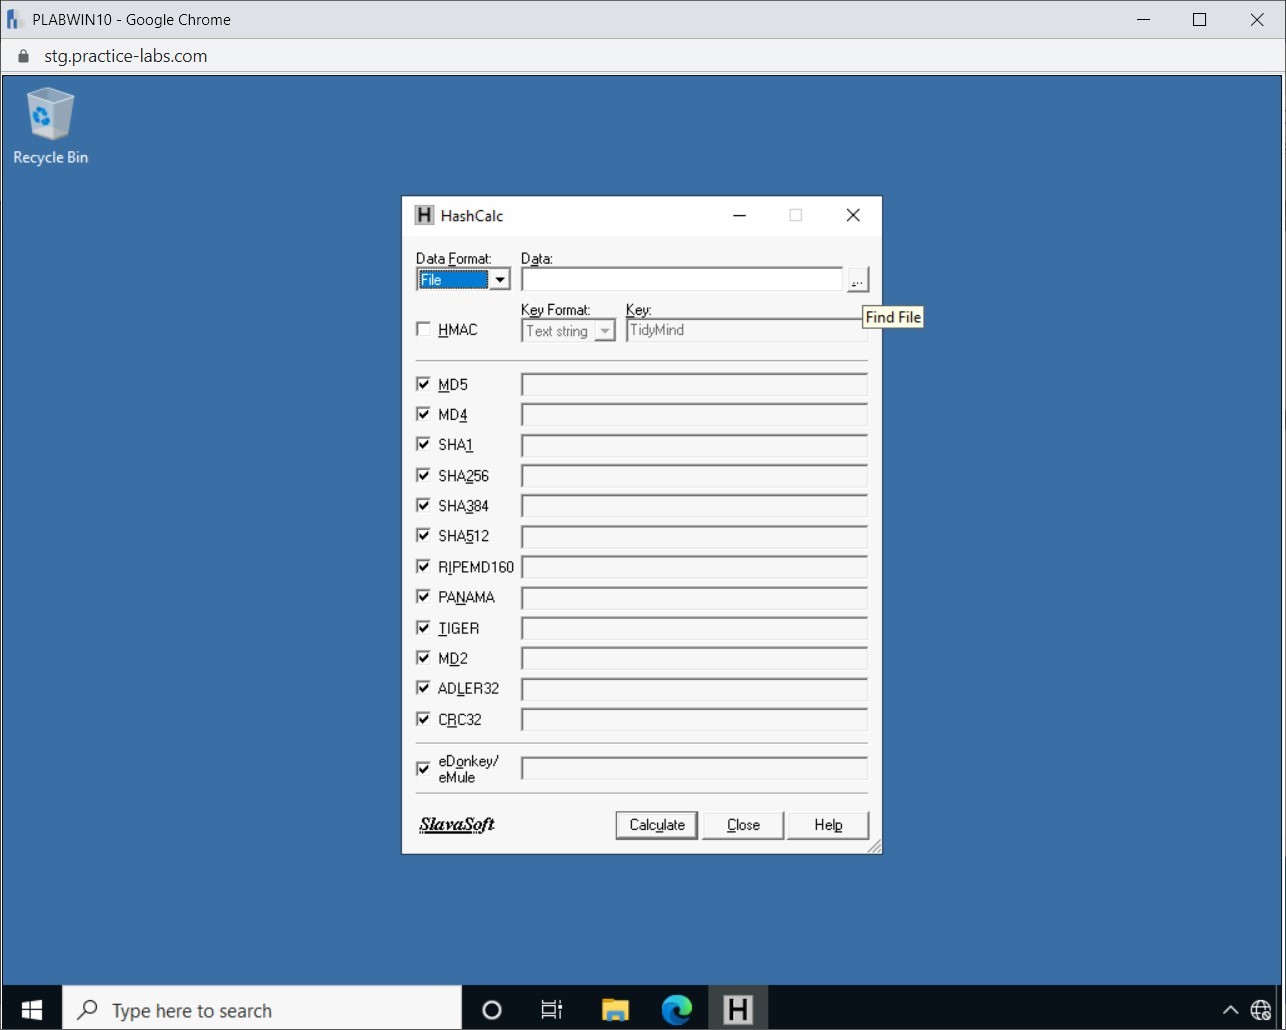 PLABWIN10 - Google Chrome
stg.practice-labs.com
Recycle Bin
H HashCalc
Data Format: Data:
File ...
Key Format: Key:
HMAC Text string TidyMind
Find File
MD5
MD4
SHA1
SHA256
SHA384
SHA512
RIPEMD160
PANAMA
TIGER
MD2
ADLER32
CRC32
eDonkey/
eMule
SlavaSoft Calculate Close Help
Type here to search H